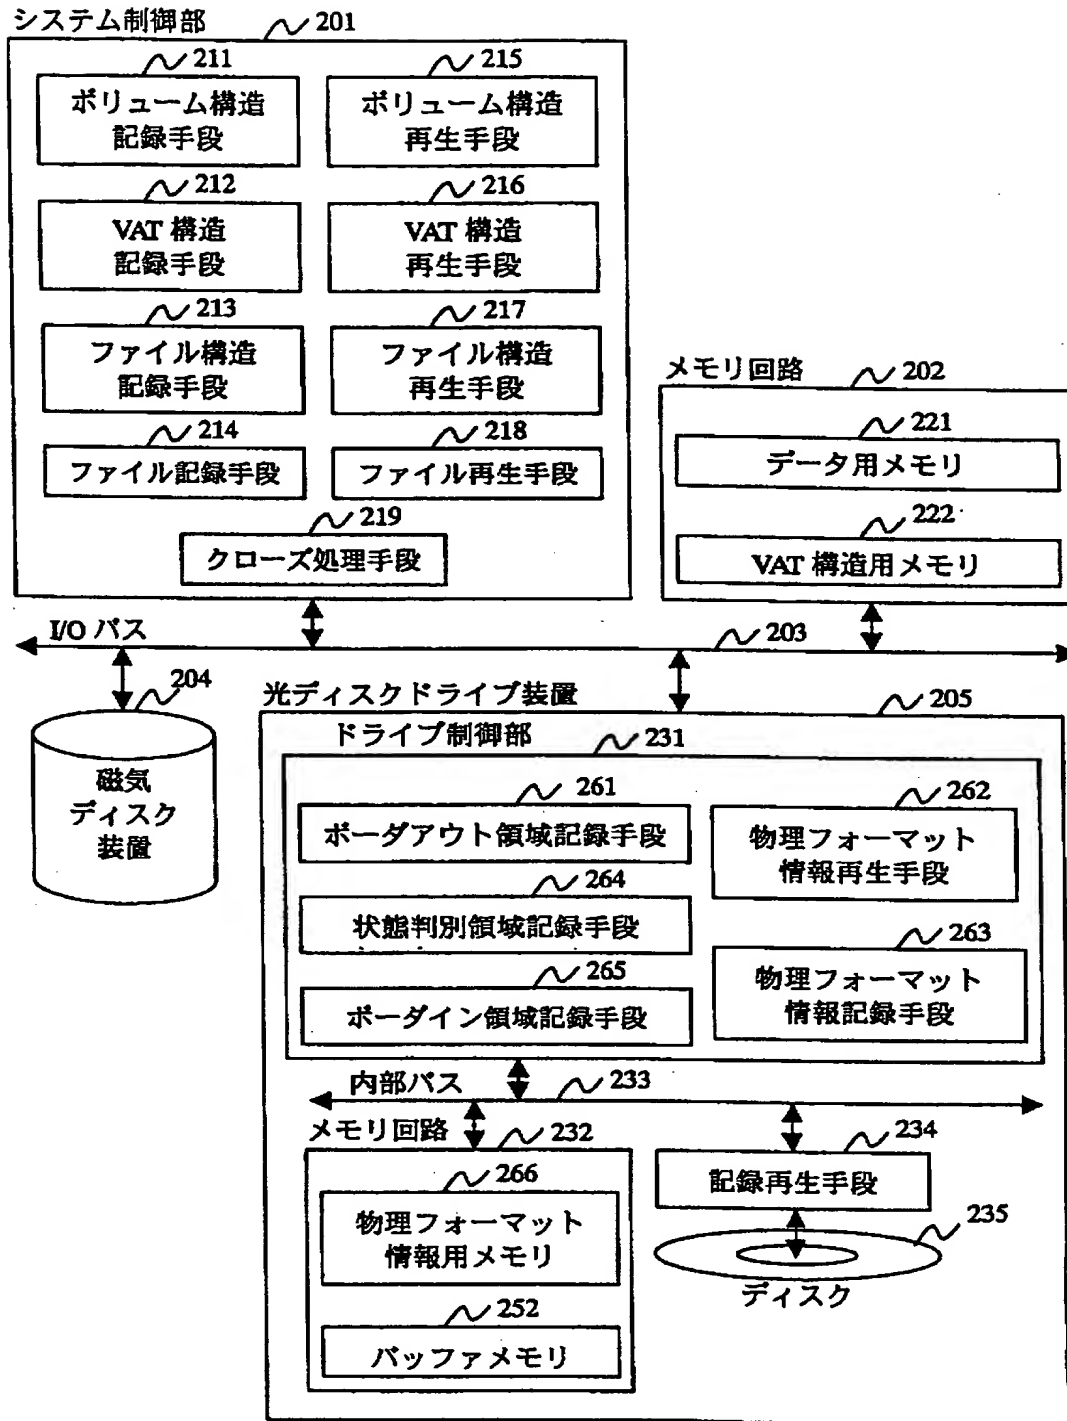 システム制御部 201
211
ボリューム構造
記録手段
215
ボリューム構造
再生手段
212
VAT 構造
記録手段
216
VAT 構造
再生手段
213
ファイル構造
記録手段
217
ファイル構造
再生手段
214
ファイル記録手段
218
ファイル再生手段
219
クローズ処理手段
メモリ回路 202
221
データ用メモリ
222
VAT 構造用メモリ
I/O バス 203
204
磁気
ディスク
装置
光ディスクドライブ装置 205
ドライブ制御部 231
261
ボーダアウト領域記録手段
262
物理フォーマット
情報再生手段
264
状態判別領域記録手段
263
物理フォーマット
情報記録手段
265
ボーダイン領域記録手段
内部バス 233
メモリ回路 232
266
物理フォーマット
情報用メモリ
252
バッファメモリ
234
記録再生手段
235
ディスク